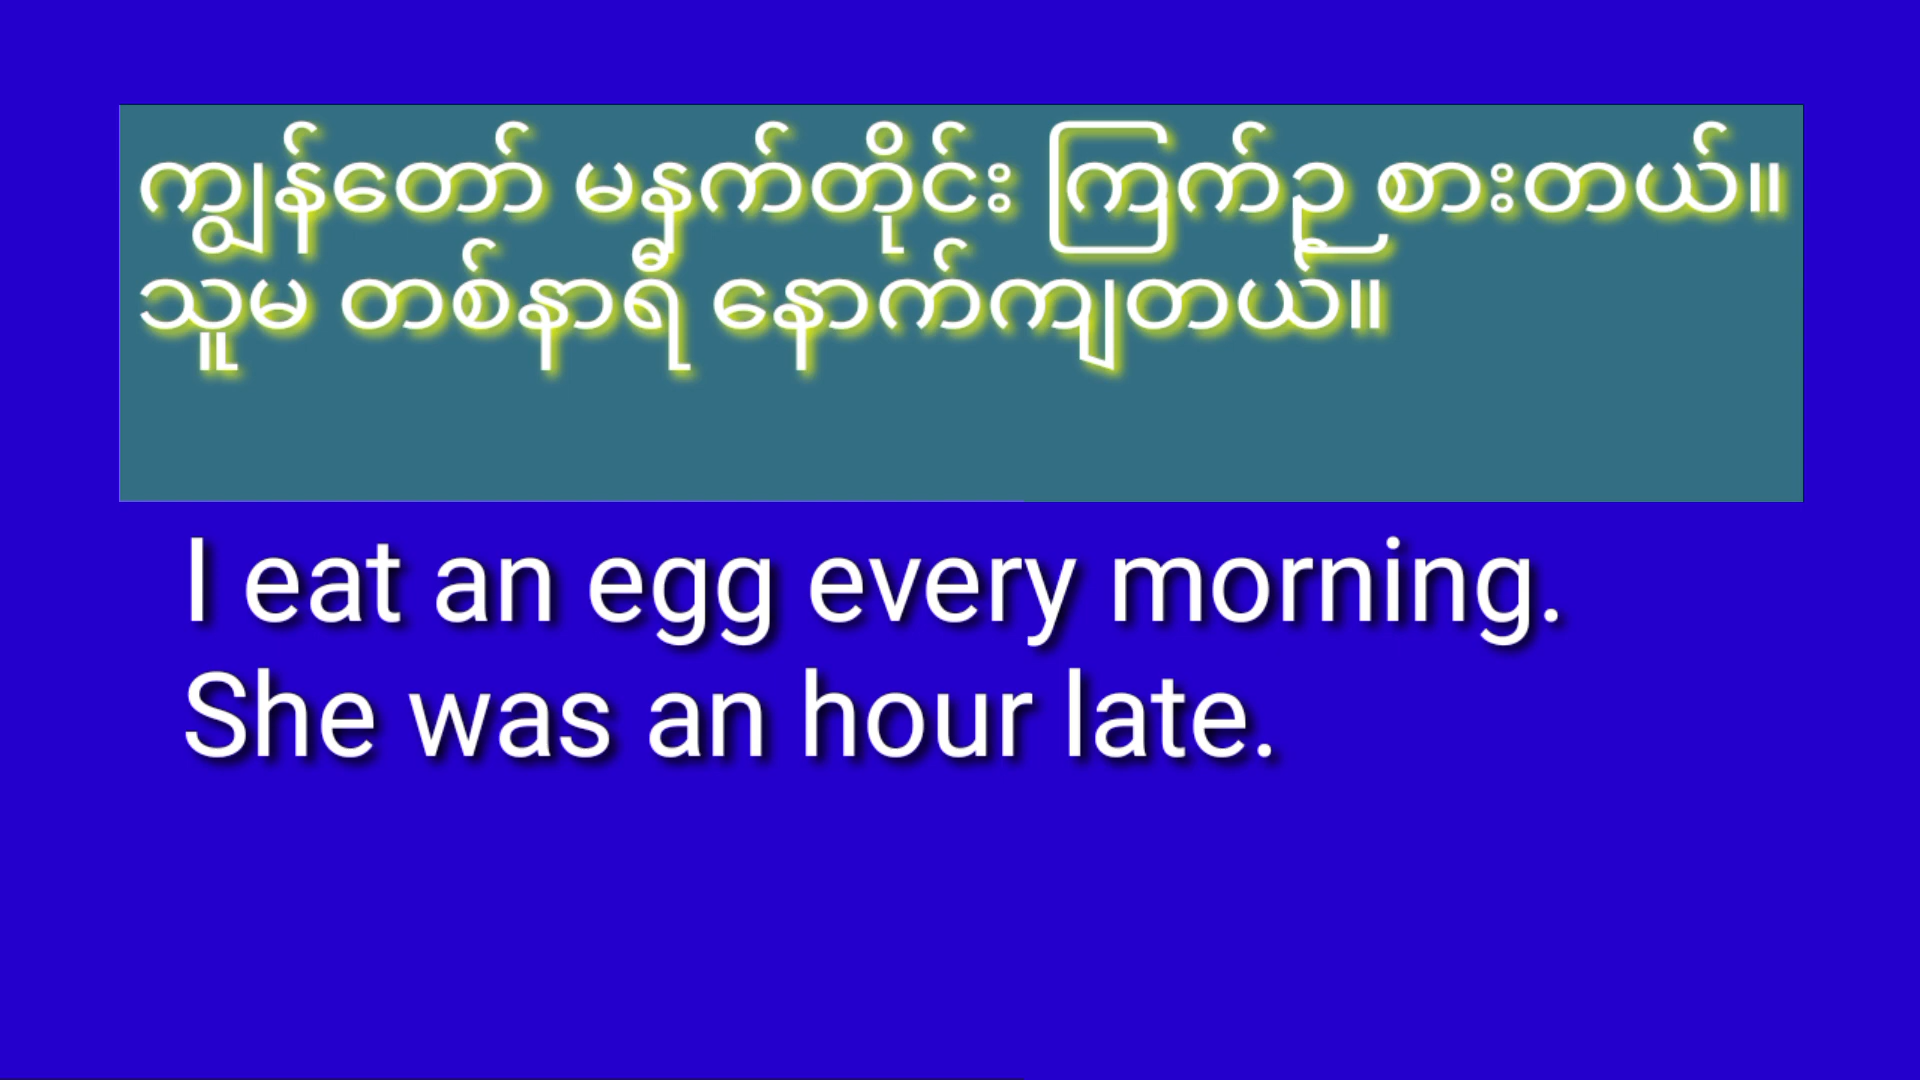 ကျွန်တော် မနက်တိုင်း ကြက်ဥ စားတယ်။
သူမ တစ်နာရီ နောက်ကျတယ်။
I eat an egg every morning.
She was an hour late.